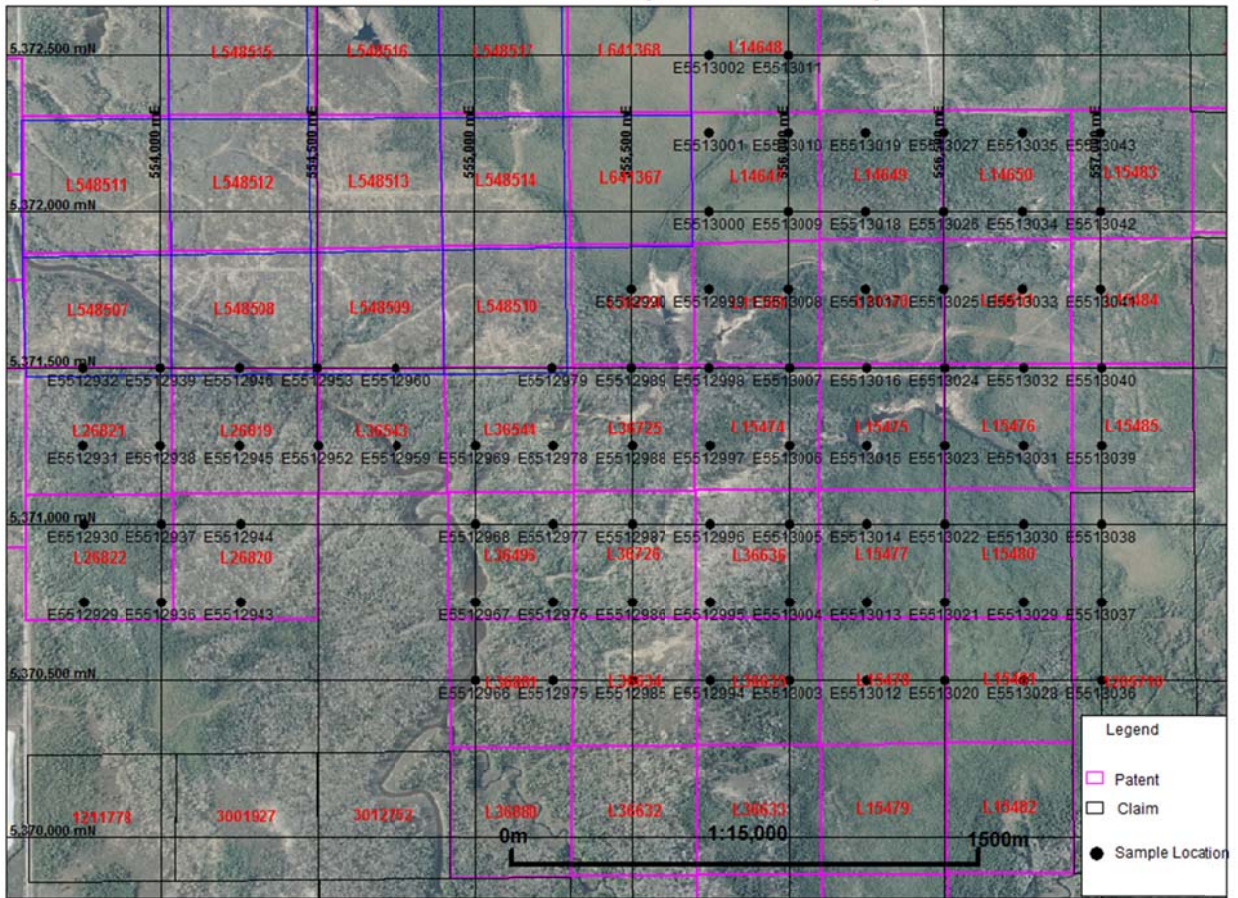 5,372,500 mN
L548515 L548516 L548517 L641368 L14648
E5513002 E5513011
554,000 mE 554,500 mE 555,000 mE 555,500 mE 556,000 mE 556,500 mE 557,000 mE
E5513001 E5513010 E5513019 E5513027 E5513035 E5513043
L548511 L548512 L548513 L548514 L641367 L14647 L14649 L14650 L15483
5,372,000 mN
E5513000 E5513009 E5513018 E5513026 E5513034 E5513042
L548507 L548508 L548509 L548510 L15484
E5512999 E5513008 E5513017 E5513025 E5513033 E5513041
5,371,500 mN
E5512932 E5512939 E5512946 E5512953 E5512960 E5512979 E5512989 E5512998 E5513007 E5513016 E5513024 E5513032 E5513040
L26821 L26819 L36543 L36544 L36725 L15474 L15475 L15476 L15485
E5512931 E5512938 E5512945 E5512952 E5512959 E5512969 E5512978 E5512988 E5512997 E5513006 E5513015 E5513023 E5513031 E5513039
5,371,000 mN
E5512930 E5512937 E5512944 E5512968 E5512977 E5512987 E5512996 E5513005 E5513014 E5513022 E5513030 E5513038
L26822 L26820 L36496 L36726 L36636 L15477 L15480
E5512929 E5512936 E5512943 E5512967 E5512976 E5512986 E5512995 E5513004 E5513013 E5513021 E5513029 E5513037
5,370,500 mN
L36634 L15478
E5512966 E5512975 E5512985 E5512994 E5513003 E5513012 E5513020 E5513028 E5513036
Legend
Patent
Claim
Sample Location
1211778 3001927 3012752 L36880 L36632 L36633 L15479 L15482
5,370,000 mN
0m 1:15,000 1500m